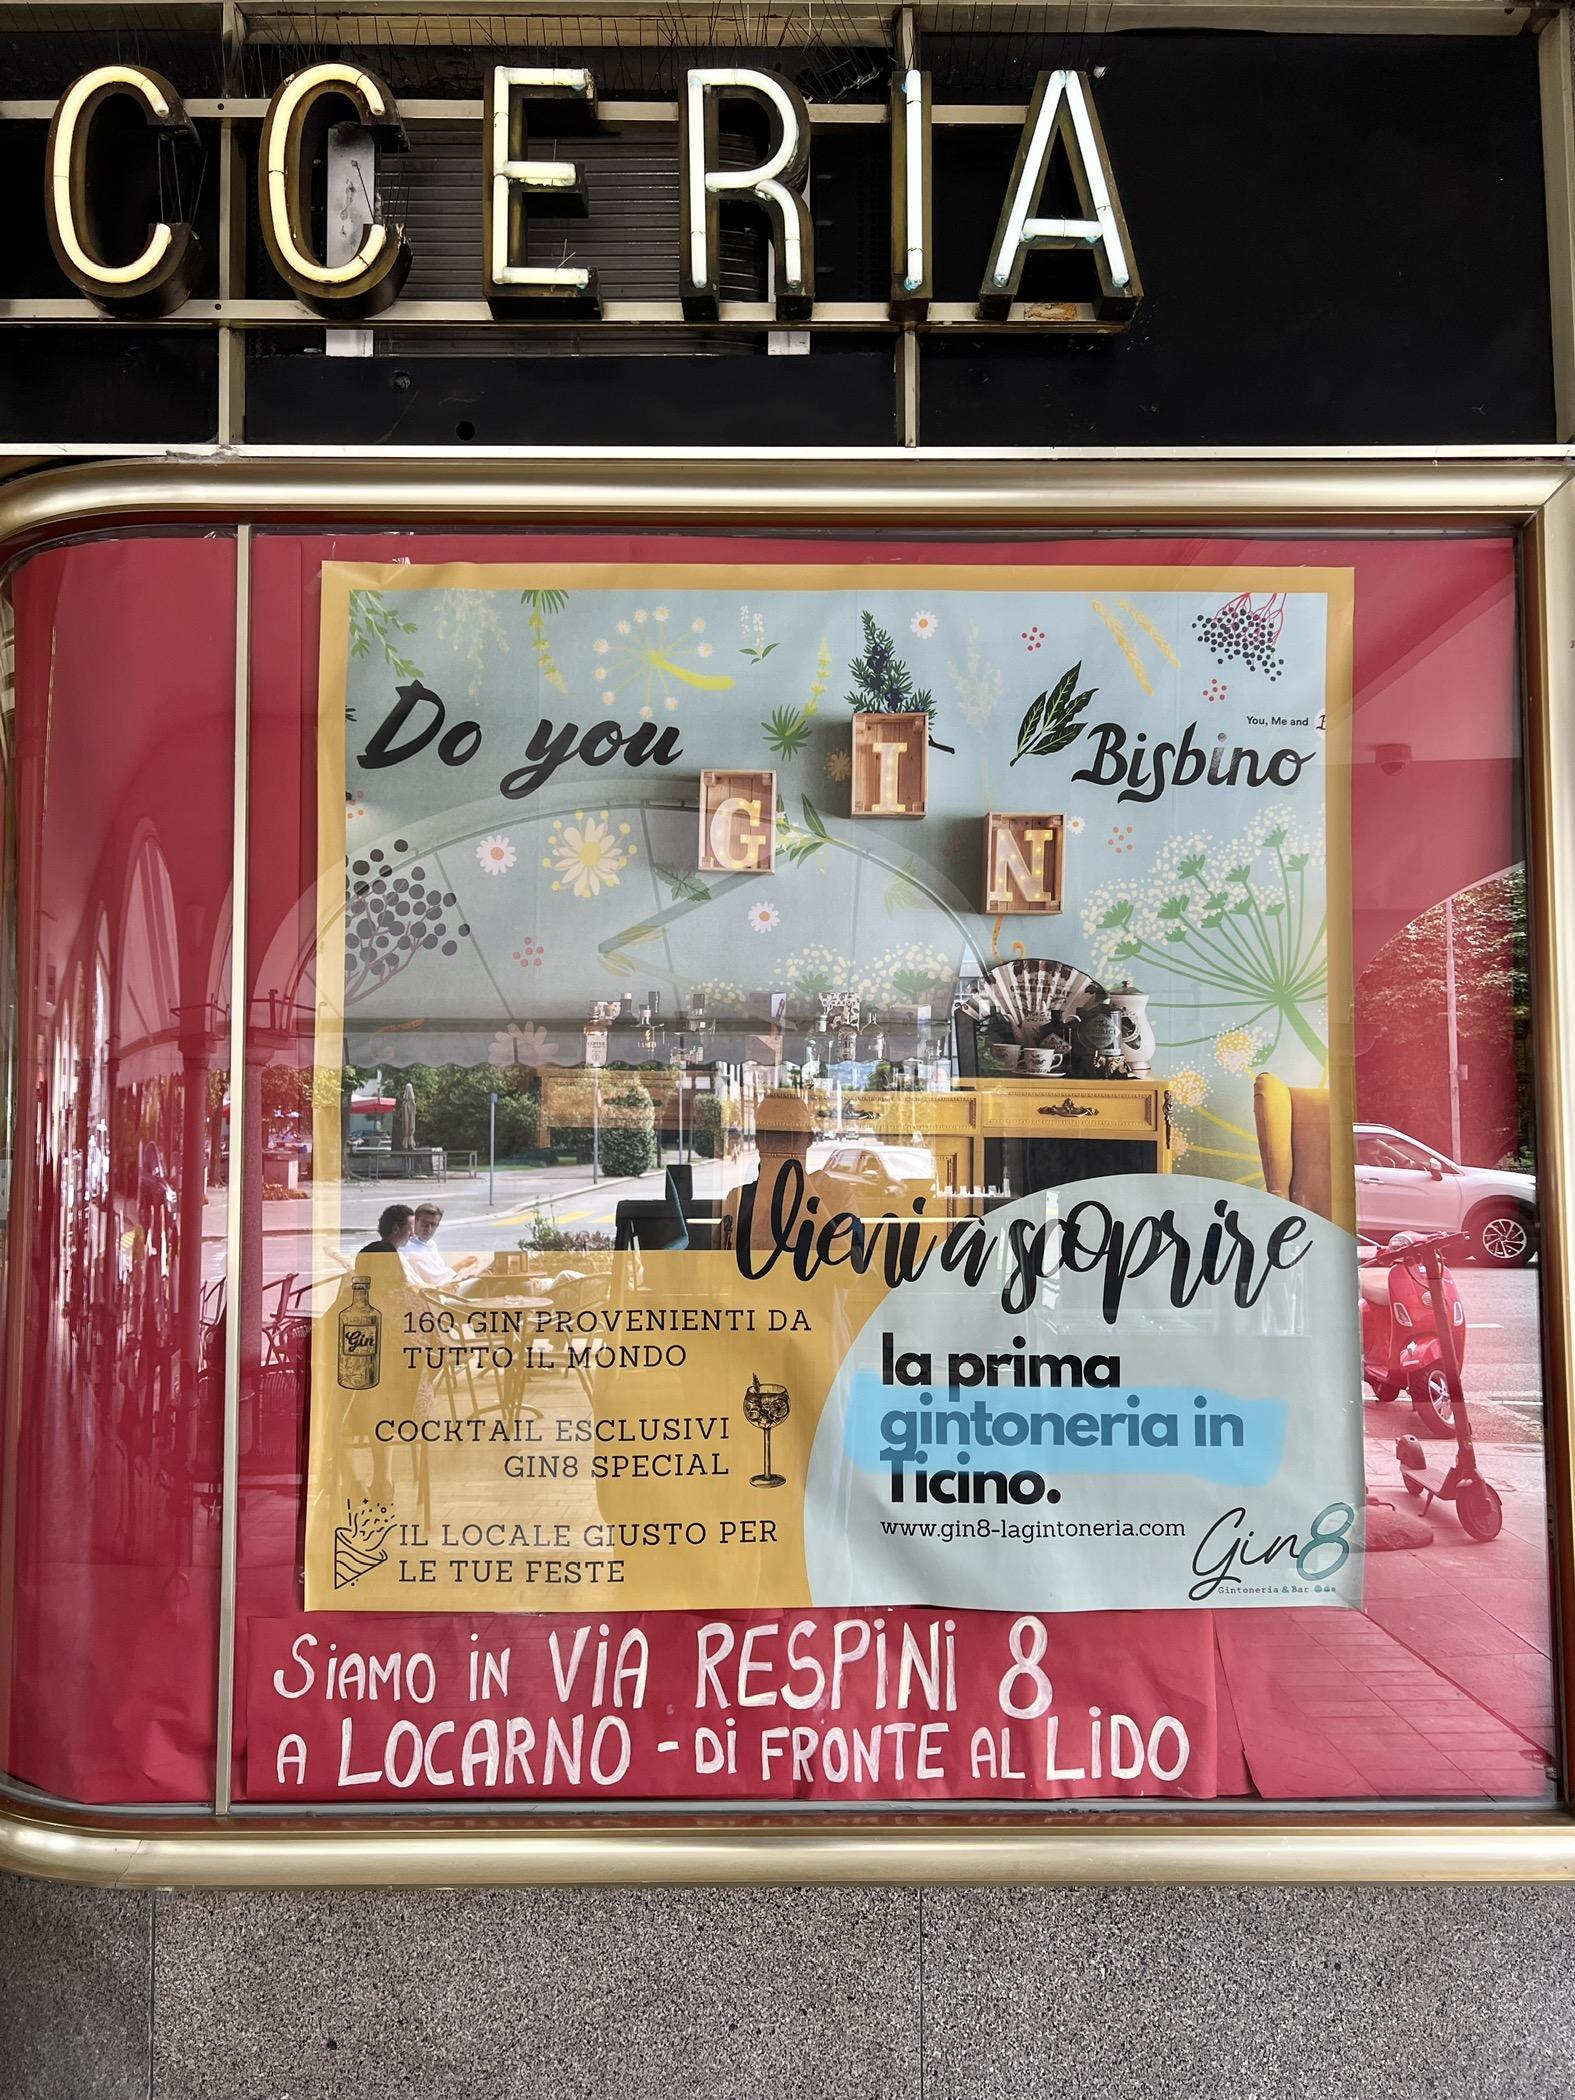 CCERIA
Do you
GIN
You, Me and
Bisbino
Vieni a scoprire
160 GIN PROVENIENTI DA
TUTTO IL MONDO
Gin
COCKTAIL ESCLUSIVI
GIN8 SPECIAL
IL LOCALE GIUSTO PER
LE TUE FESTE
la prima
gintoneria in
Ticino.
www.gin8-lagintoneria.com
Gin8
Gintoneria & Bar
SiAMO iN ViA RESPiNi 8
A LOCARNO - Di FRONTE AL LiDO